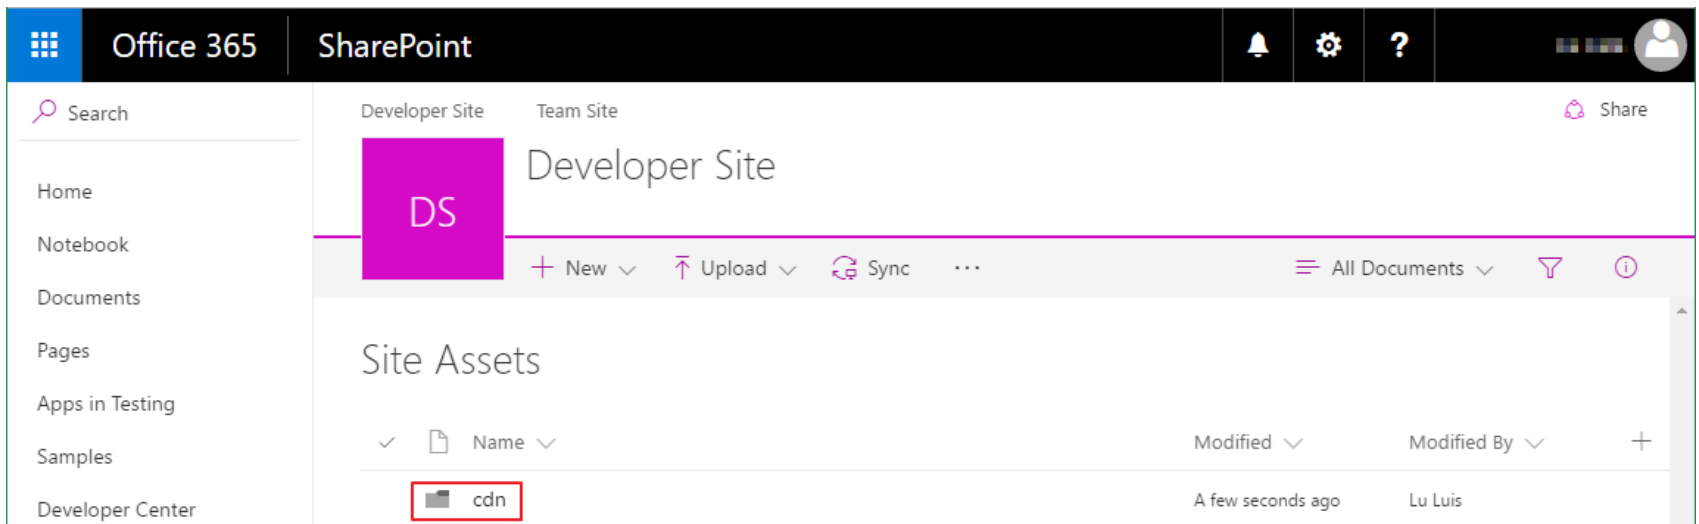 Office 365 SharePoint ?
Search
Developer Site Team Site Share
Developer Site
DS
Home
Notebook
New Upload Sync ... All Documents
Documents
Pages
Site Assets
Apps in Testing
Name Modified Modified By
Samples
cdn A few seconds ago Lu Luis
Developer Center